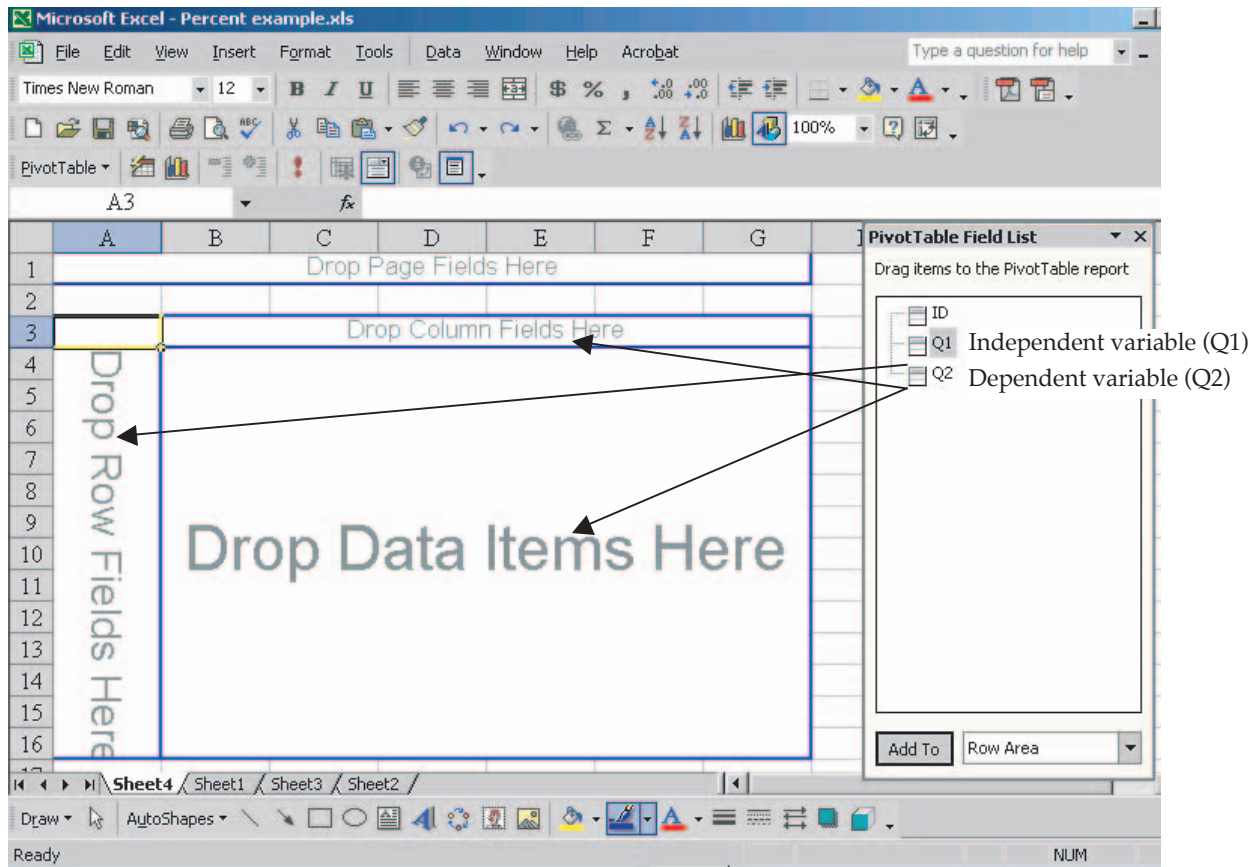 Microsoft Excel - Percent example.xls
File Edit View Insert Format Tools Data Window Help Acrobat Type a question for help
Times New Roman 12 B I U $ % , .00 .00
ABC Σ 100%
PivotTable
A3 fx
A B C D E F G
PivotTable Field List
Drag items to the PivotTable report
1 Drop Page Fields Here
2
3 Drop Column Fields Here
4
5
6
7
8
9
10
11
12
13
14
15
16
Drop Row Fields Here
Drop Data Items Here
ID
Q1 Independent variable (Q1)
Q2 Dependent variable (Q2)
Add To Row Area
Sheet4 Sheet1 Sheet3 Sheet2
Draw AutoShapes
Ready NUM